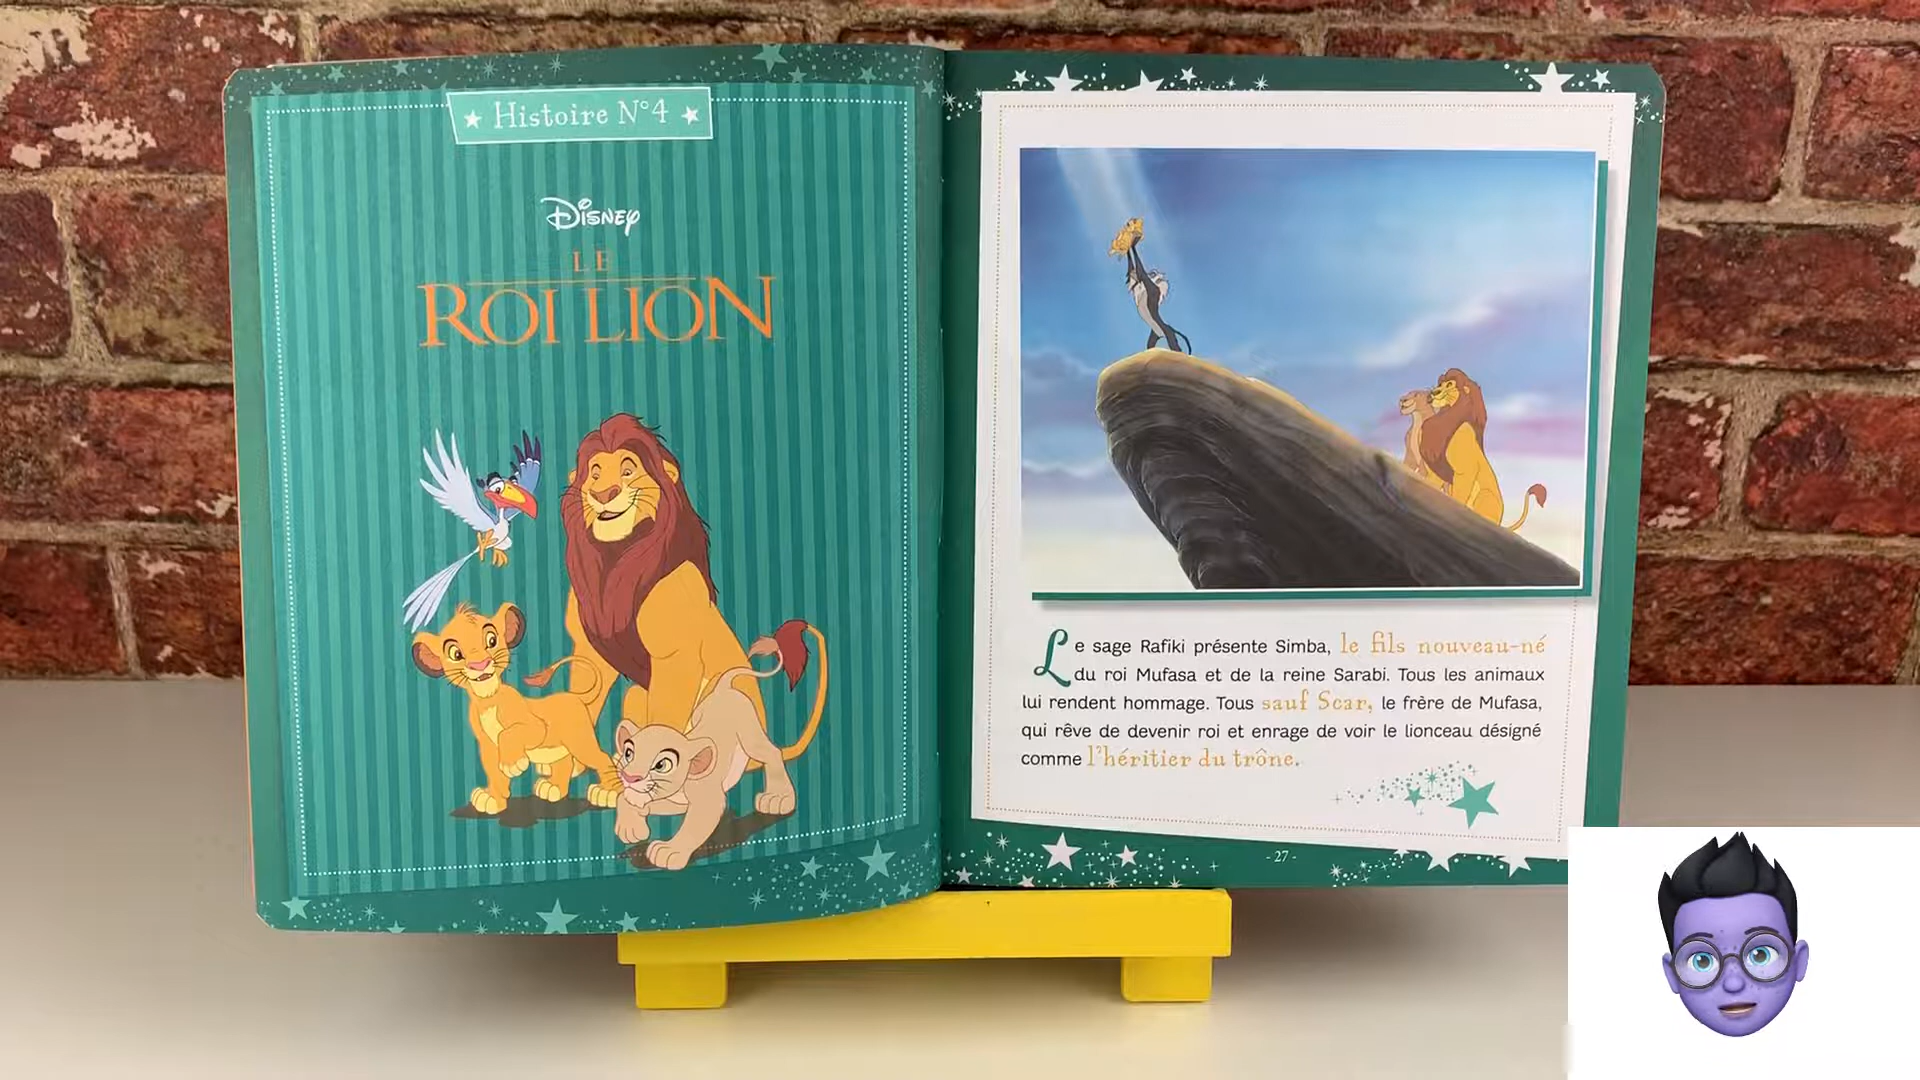 Histoire N°4
Disney
LE
ROI LION
Le sage Rafiki présente Simba, le fils nouveau-né
du roi Mufasa et de la reine Sarabi. Tous les animaux
lui rendent hommage. Tous sauf Scar, le frère de Mufasa,
qui rêve de devenir roi et enrage de voir le lionceau désigné
comme l'héritier du trône.
- 27 -